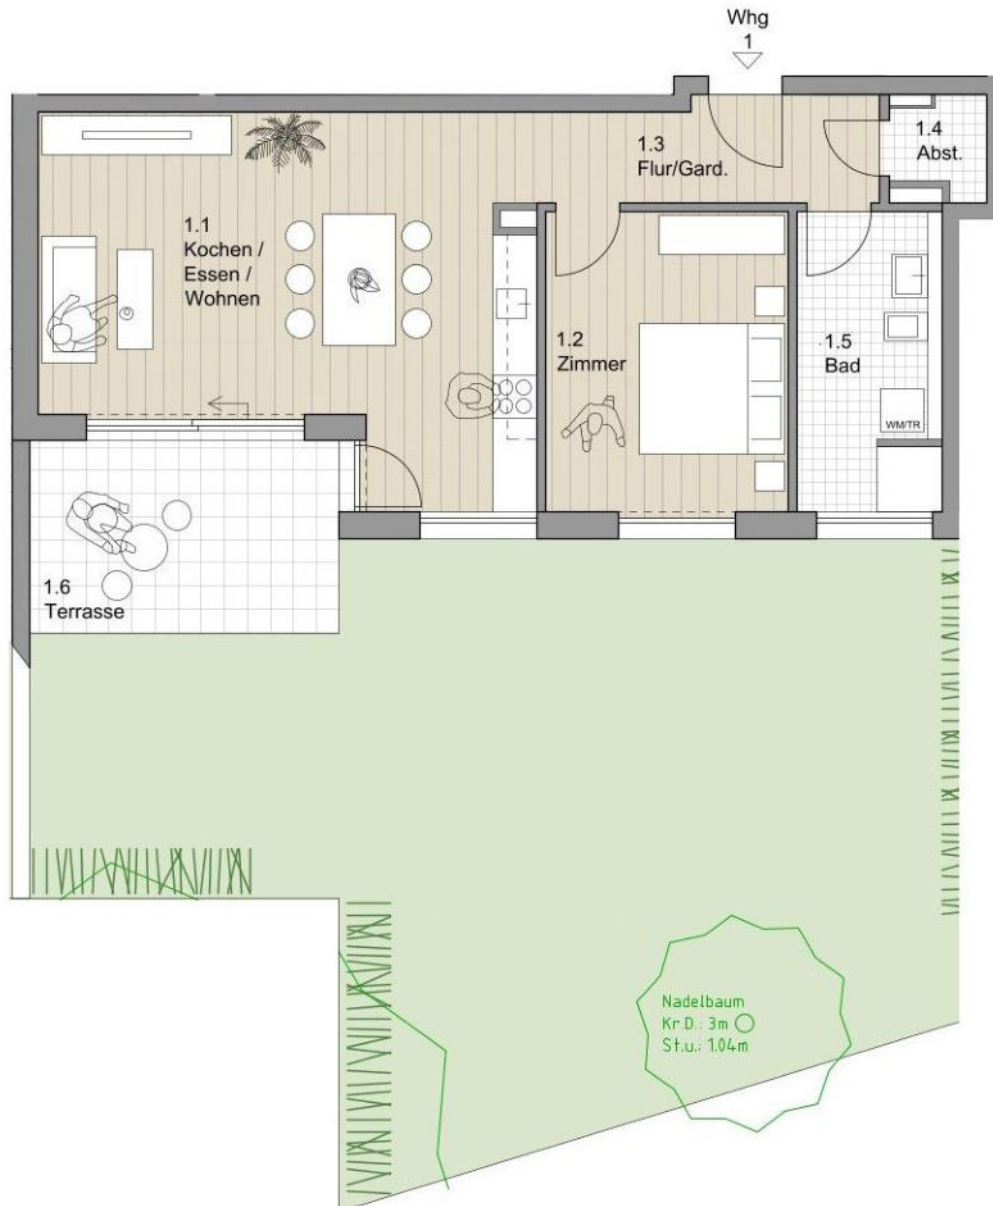 Whg
1
1.3
Flur/Gard.
1.4
Abst.
1.1
Kochen /
Essen /
Wohnen
1.2
Zimmer
1.5
Bad
WM/TR
1.6
Terrasse
Nadelbaum
Kr.D.: 3m
St.u.: 1.04m